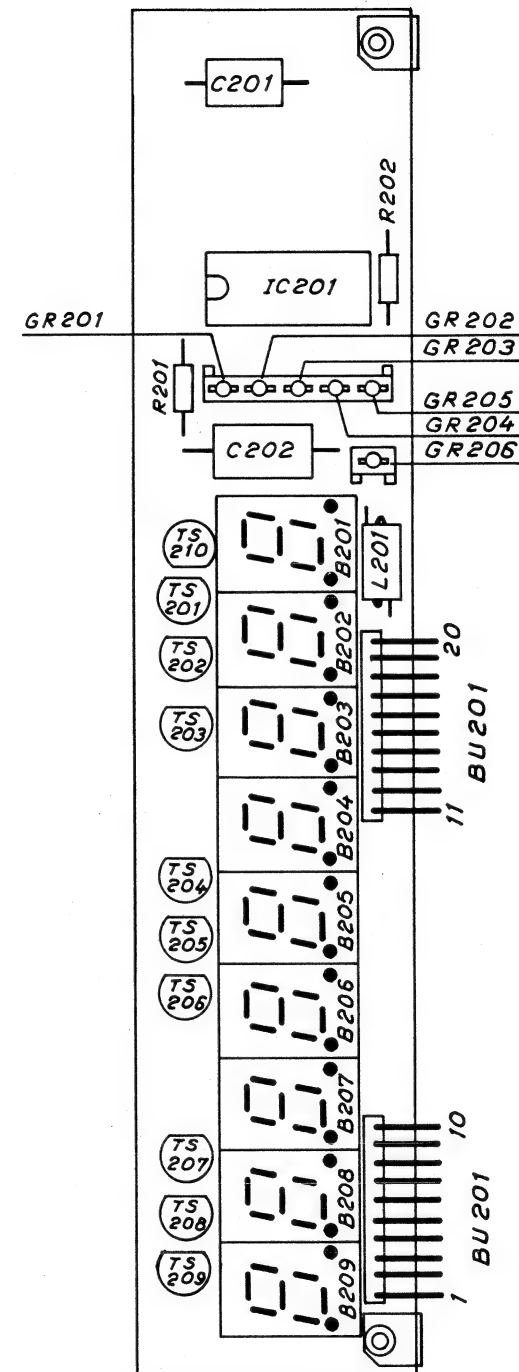 C201
R202
IC201
GR201
GR202
GR203
R201
GR205
GR204
C202
GR206
TS
210
B201
L201
TS
201
TS
202
B202
20
BU201
TS
203
B203
11
B204
TS
204
B205
TS
205
TS
206
B206
B207
10
TS
207
B208
BU201
TS
208
TS
209
B209
1